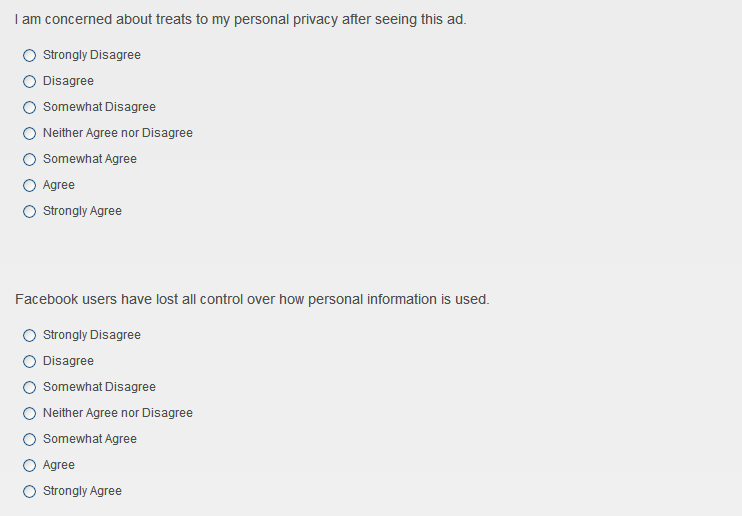 I am concerned about treats to my personal privacy after seeing this ad.
Strongly Disagree
Disagree
Somewhat Disagree
Neither Agree nor Disagree
Somewhat Agree
Agree
Strongly Agree
Facebook users have lost all control over how personal information is used.
Strongly Disagree
Disagree
Somewhat Disagree
Neither Agree nor Disagree
Somewhat Agree
Agree
Strongly Agree